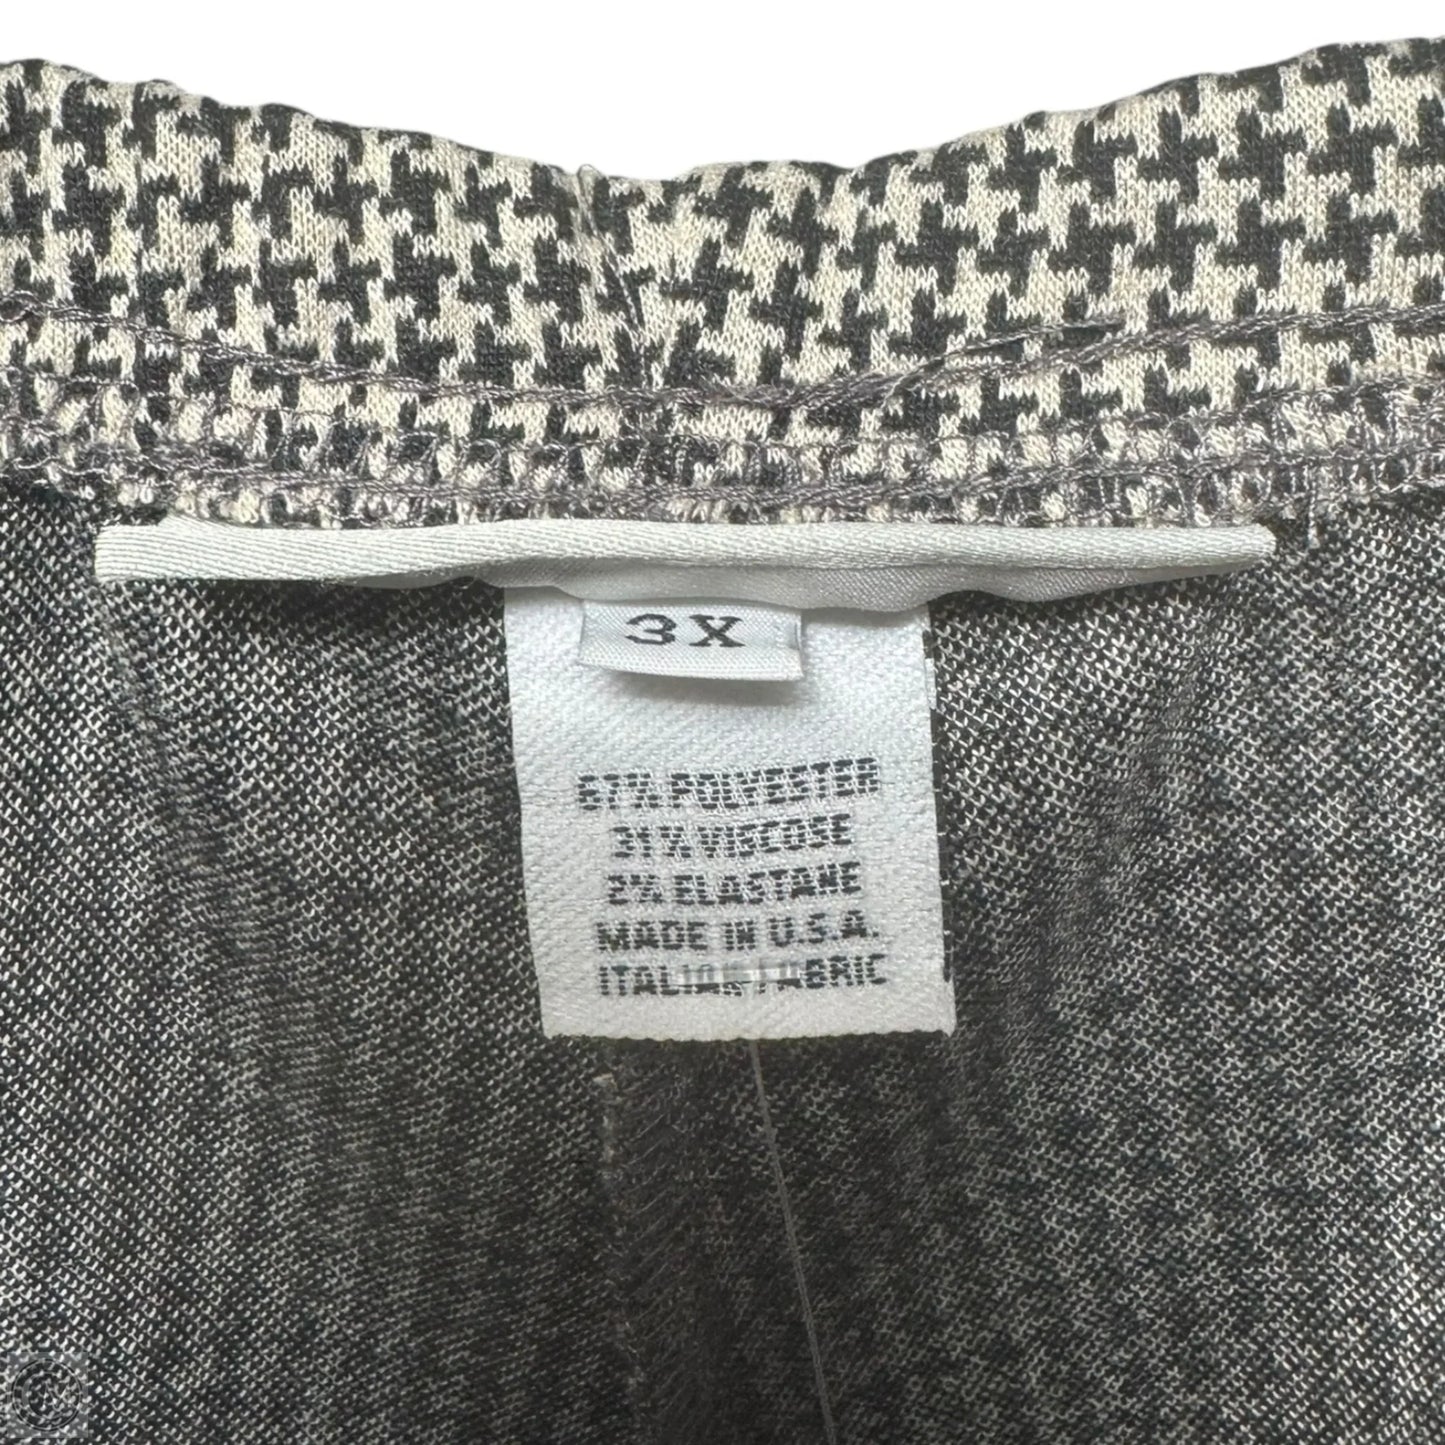 3X
67% POLYESTER
31% VISCOSE
2% ELASTANE
MADE IN U.S.A.
ITALIAN FABRIC